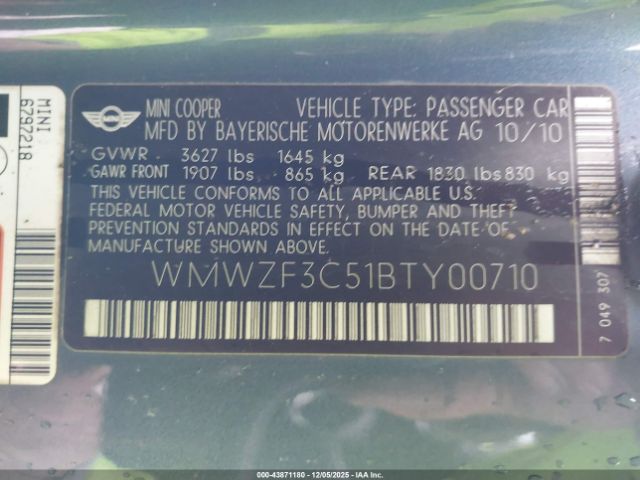 MINI COOPER VEHICLE TYPE: PASSENGER CAR
MFD BY BAYERISCHE MOTORENWERKE AG 10/10
GVWR 3627 lbs 1645 kg
GAWR FRONT 1907 lbs 865 kg REAR 1830 lbs 830 kg
THIS VEHICLE CONFORMS TO ALL APPLICABLE U.S.
FEDERAL MOTOR VEHICLE SAFETY, BUMPER AND THEFT
PREVENTION STANDARDS IN EFFECT ON THE DATE OF
MANUFACTURE SHOWN ABOVE.
WMWZF3C51BTY00710
7 049 307
MINI
6792218
000-43871180 - 12/05/2025 - IAAI.COM